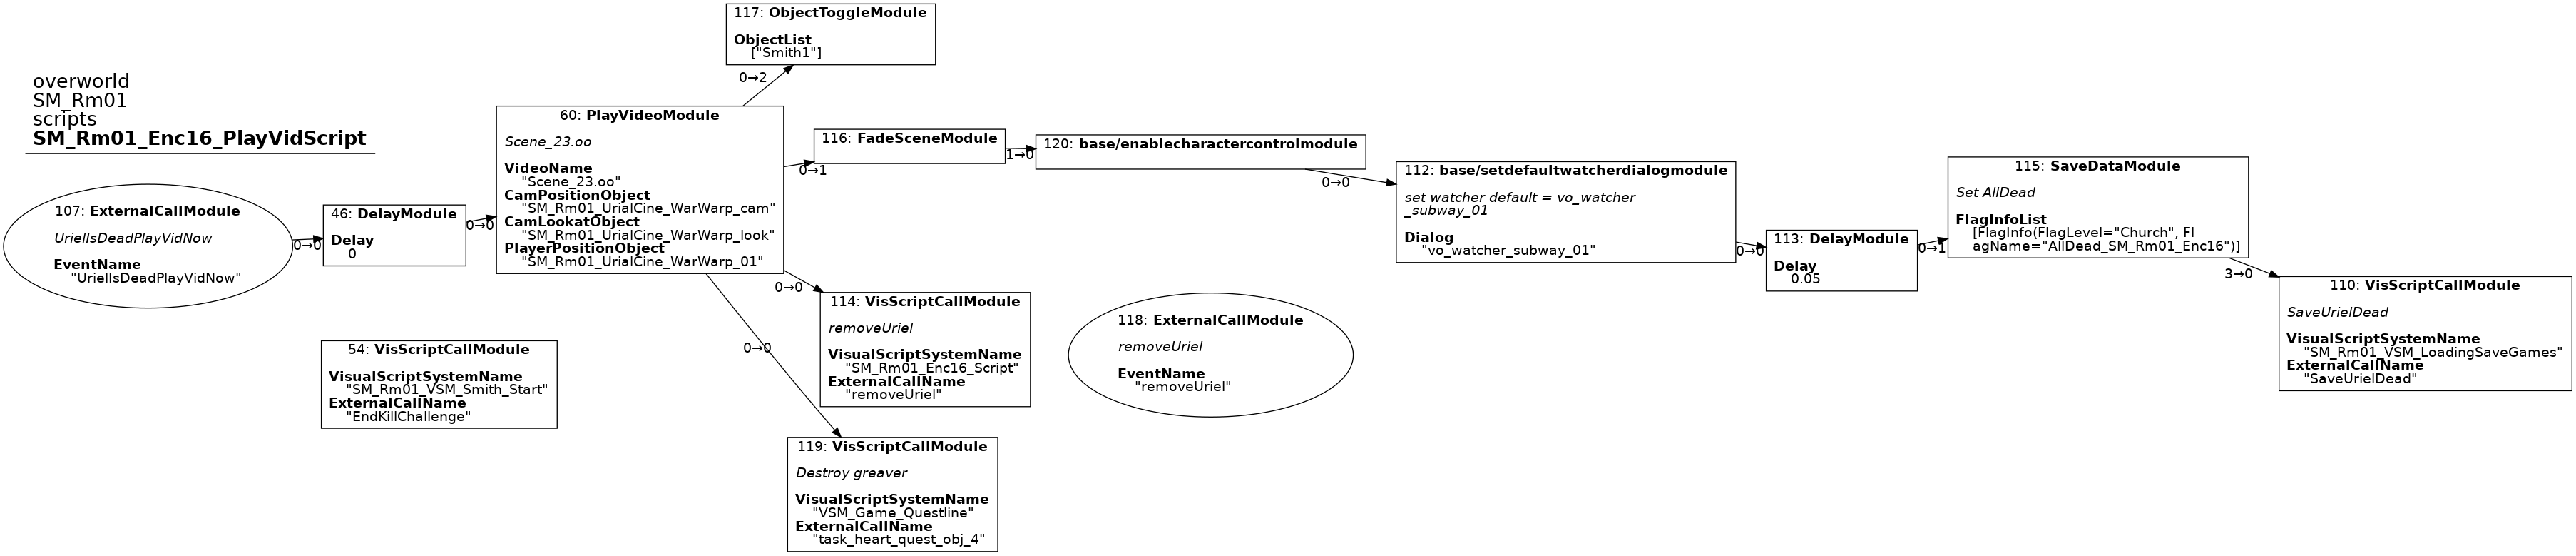 overworld
SM_Rm01
scripts
SM_Rm01_Enc16_PlayVidScript
107: ExternalCallModule
UrielIsDeadPlayVidNow
EventName
"UrielIsDeadPlayVidNow"
0→0
46: DelayModule
Delay
0
0→0
54: VisScriptCallModule
VisualScriptSystemName
"SM_Rm01_VSM_Smith_Start"
ExternalCallName
"EndKillChallenge"
60: PlayVideoModule
Scene_23.oo
VideoName
"Scene_23.oo"
CamPositionObject
"SM_Rm01_UrialCine_WarWarp_cam"
CamLookatObject
"SM_Rm01_UrialCine_WarWarp_look"
PlayerPositionObject
"SM_Rm01_UrialCine_WarWarp_01"
0→2
117: ObjectToggleModule
ObjectList
["Smith1"]
0→1
116: FadeSceneModule
1→0
120: base/enablecharactercontrolmodule
0→0
0→0
114: VisScriptCallModule
removeUriel
VisualScriptSystemName
"SM_Rm01_Enc16_Script"
ExternalCallName
"removeUriel"
0→0
119: VisScriptCallModule
Destroy greaver
VisualScriptSystemName
"VSM_Game_Questline"
ExternalCallName
"task_heart_quest_obj_4"
118: ExternalCallModule
removeUriel
EventName
"removeUriel"
112: base/setdefaultwatcherdialogmodule
set watcher default = vo_watcher
_subway_01
Dialog
"vo_watcher_subway_01"
0→0
113: DelayModule
Delay
0.05
0→1
115: SaveDataModule
Set AllDead
FlagInfoList
[FlagInfo(FlagLevel="Church", Fl
agName="AllDead_SM_Rm01_Enc16")]
3→0
110: VisScriptCallModule
SaveUrielDead
VisualScriptSystemName
"SM_Rm01_VSM_LoadingSaveGames"
ExternalCallName
"SaveUrielDead"